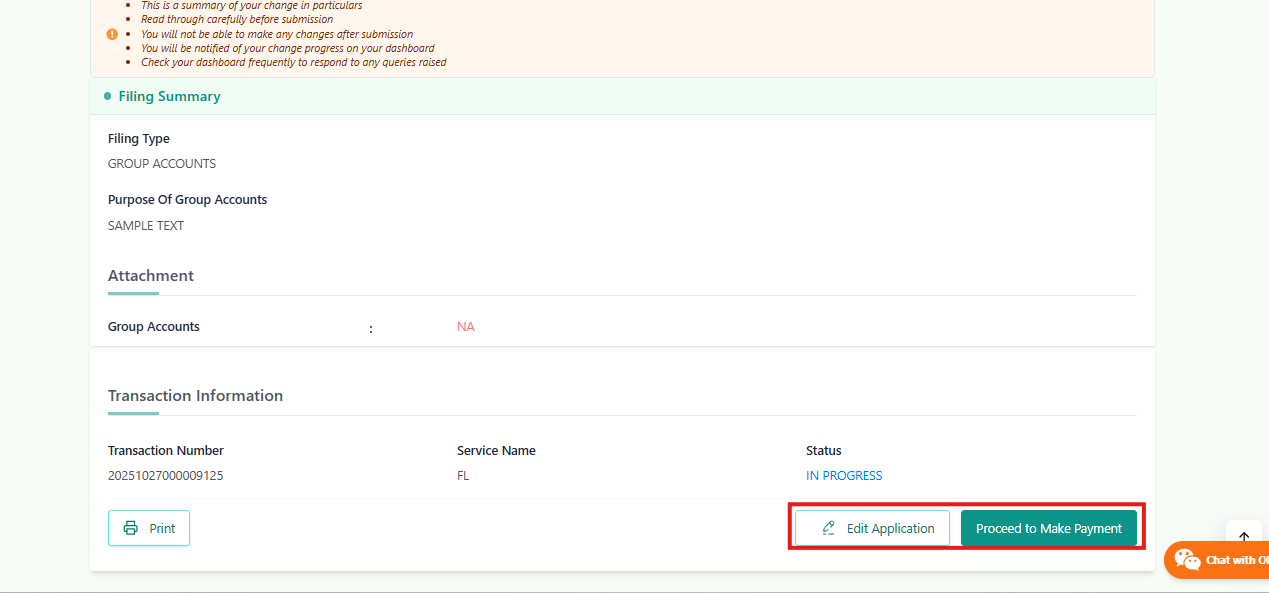 This is a summary of your change in particulars
Read through carefully before submission
You will not be able to make any changes after submission
You will be notified of your change progress on your dashboard
Check your dashboard frequently to respond to any queries raised
Filing Summary
Filing Type
GROUP ACCOUNTS
Purpose Of Group Accounts
SAMPLE TEXT
Attachment
Group Accounts : NA
Transaction Information
Transaction Number Service Name Status
20251027000009125 FL IN PROGRESS
Print Edit Application Proceed to Make Payment
Chat with